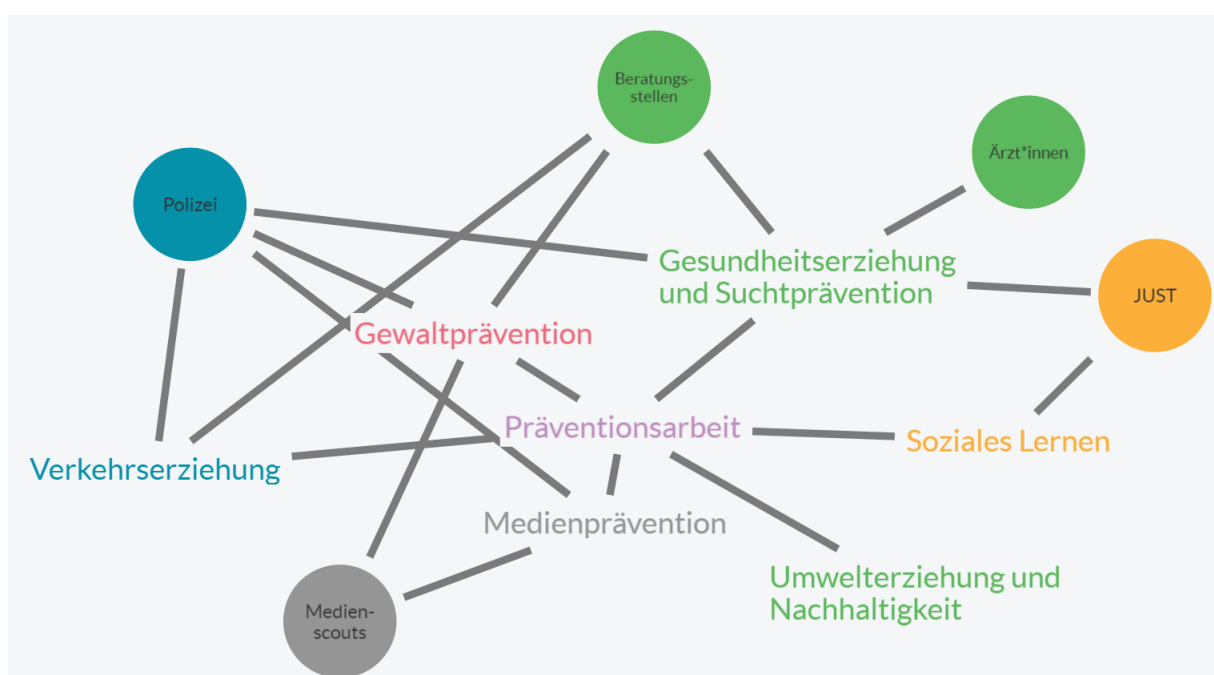 Beratungs-
stellen
Ärzt*innen
Polizei
Gesundheitserziehung
und Suchtprävention
JUST
Gewaltprävention
Präventionsarbeit
Soziales Lernen
Verkehrserziehung
Medienprävention
Umwelterziehung und
Nachhaltigkeit
Medien-
scouts